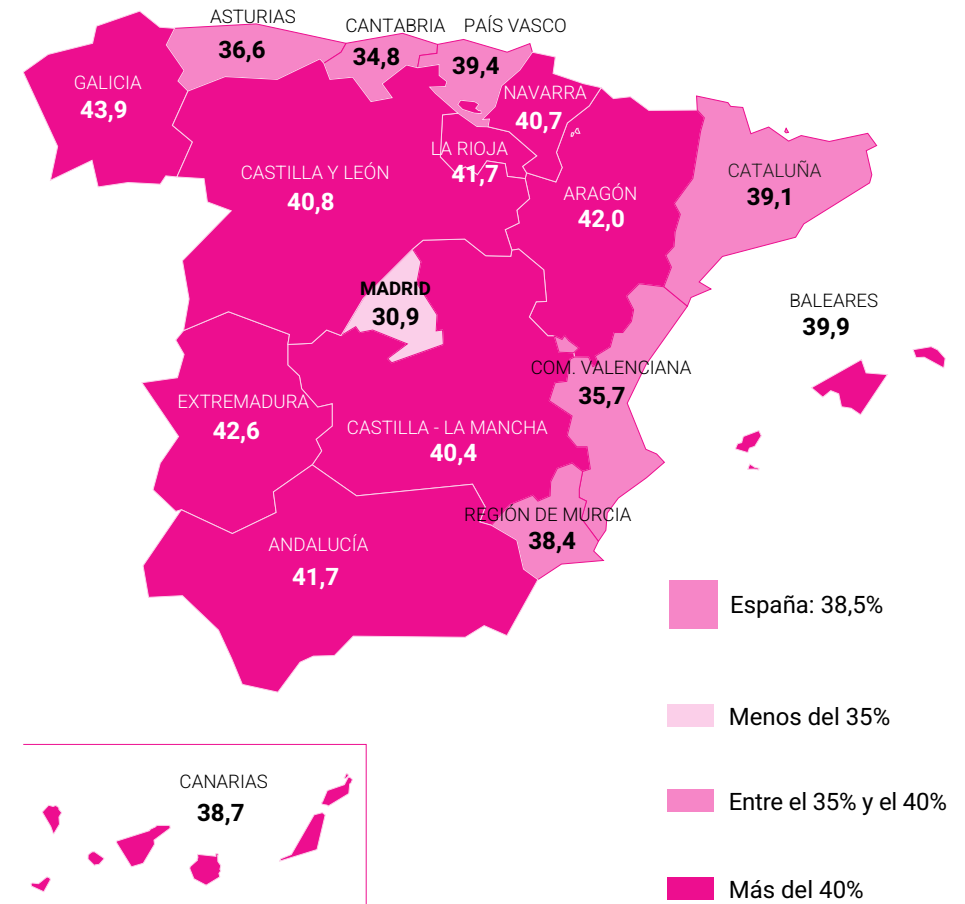 ASTURIAS
36,6
CANTABRIA
34,8
PAÍS VASCO
39,4
GALICIA
43,9
NAVARRA
40,7
LA RIOJA
41,7
CASTILLA Y LEÓN
40,8
ARAGÓN
42,0
CATALUÑA
39,1
MADRID
30,9
BALEARES
39,9
COM. VALENCIANA
35,7
EXTREMADURA
42,6
CASTILLA - LA MANCHA
40,4
REGIÓN DE MURCIA
38,4
ANDALUCÍA
41,7
España: 38,5%
Menos del 35%
Entre el 35% y el 40%
Más del 40%
CANARIAS
38,7